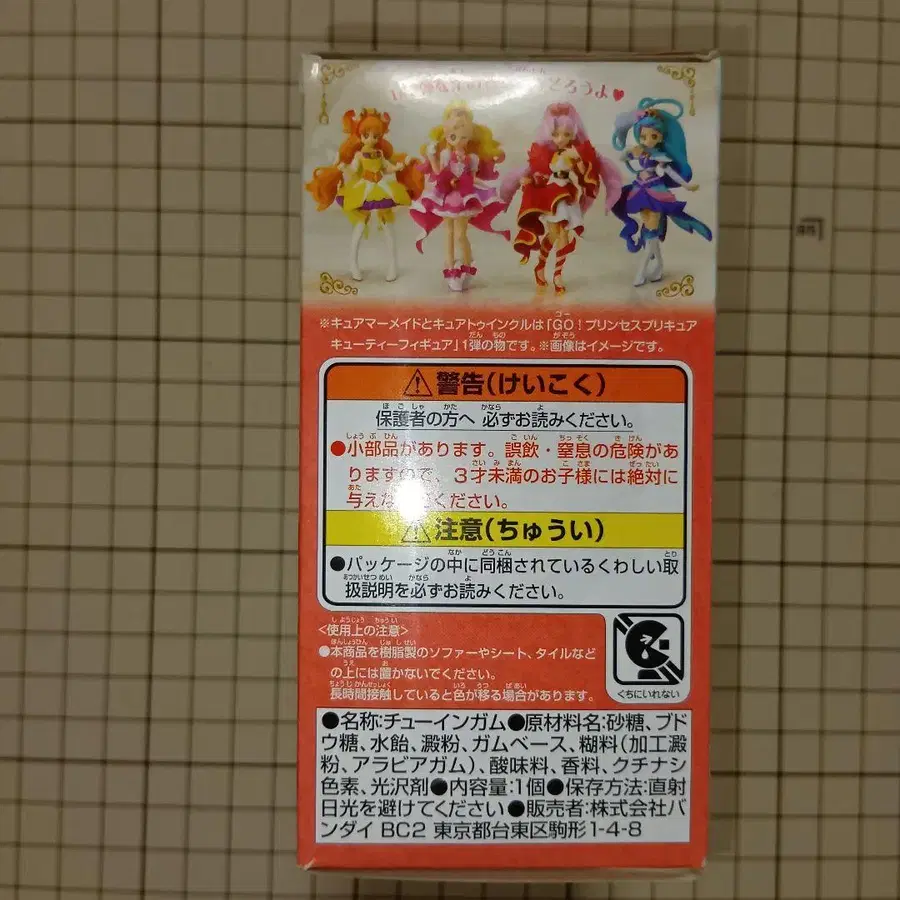 そろうよ♥
※キュアマーメイドとキュアトゥインクルは「GO！プリンセスプリキュア
キューティーフィギュア」1弾の物です。※画像はイメージです。
警告(けいこく)
保護者の方へ 必ずお読みください。
●小部品があります。誤飲・窒息の危険があ
りますので、3才未満のお子様には絶対に
与えな ください。
注意(ちゅうい)
●パッケージの中に同梱されているくわしい取
扱説明を必ずお読みください。
<使用上の注意>
●本商品を樹脂製のソファーやシート、タイルなど
の上には置かないでください。
長時間接触していると色が移る場合があります。
くちにいれない
●名称:チューインガム●原材料名:砂糖、ブド
ウ糖、水飴、澱粉、ガムベース、糊料(加工澱
粉、アラビアガム)、酸味料、香料、クチナシ
色素、光沢剤●内容量:1個●保存方法:直射
日光を避けてください●販売者:株式会社バ
ンダイ BC2 東京都台東区駒形1-4-8